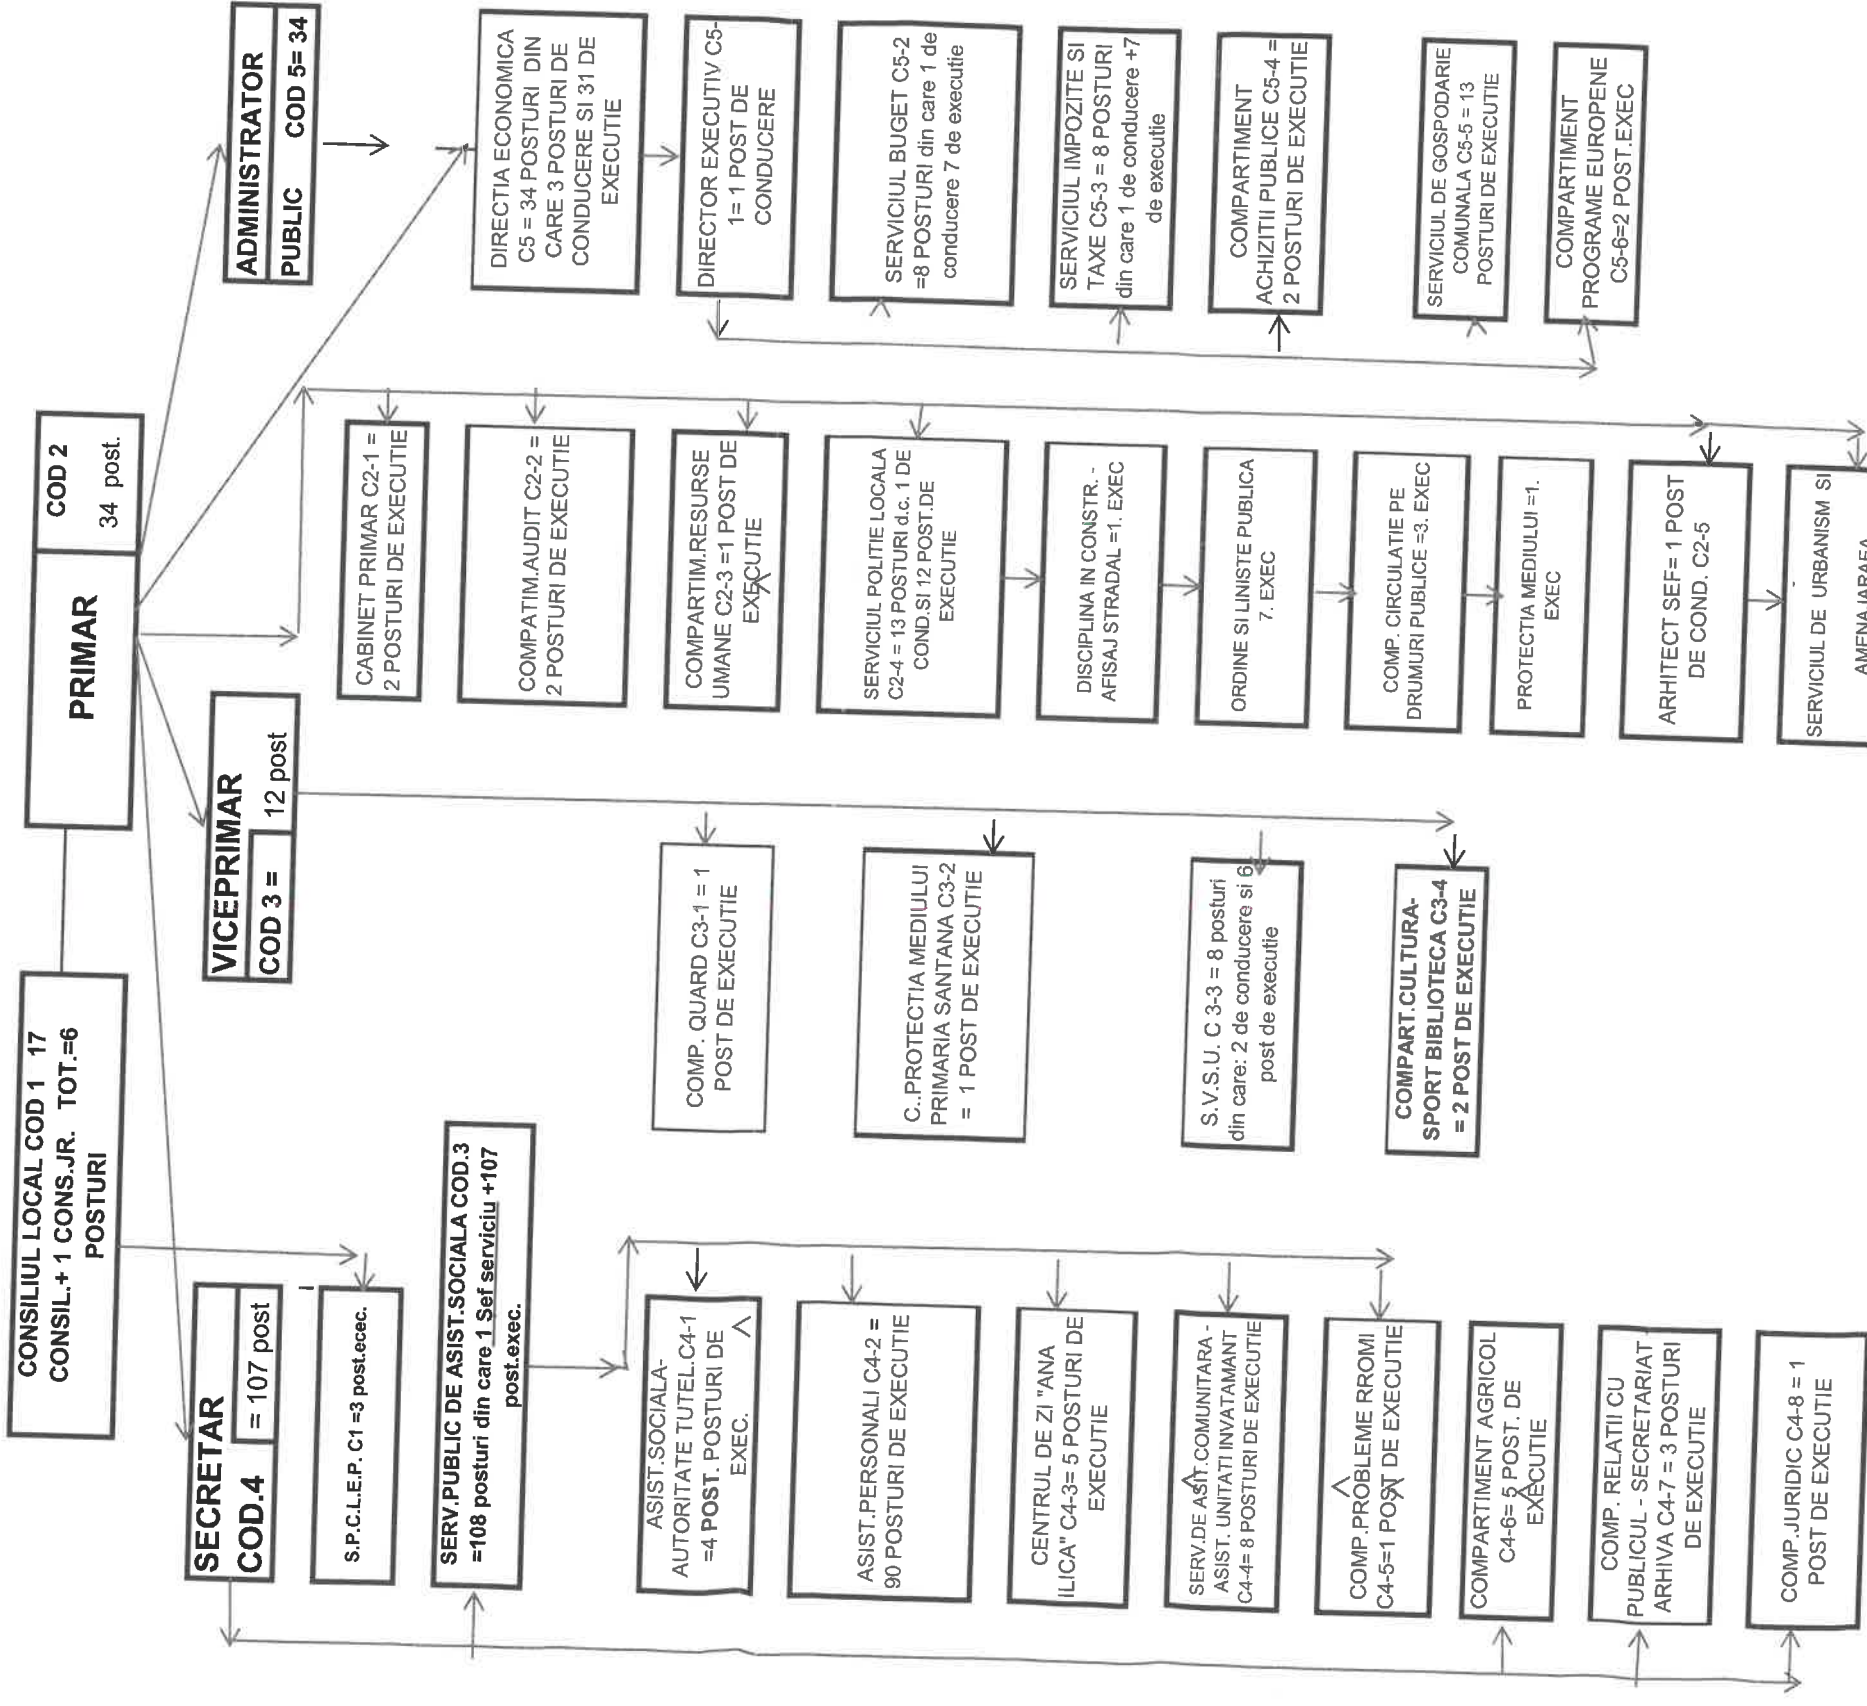 CONSILIUL LOCAL COD 1 17
CONSIL.+ 1 CONS.JR. TOT.=6
POSTURI
PRIMAR
COD 2
34 post.
SECRETAR
COD.4
= 107 post
VICEPRIMAR
COD 3 =
12 post
ADMINISTRATOR
PUBLIC COD 5= 34
S.P.C.L.E.P. C1 =3 post.ecec.
SERV.PUBLIC DE ASIST.SOCIALA COD.3
=108 posturi din care 1 Sef serviciu +107
post.exec.
ASIST.SOCIALA-
AUTORITATE TUTEL.C4-1
=4 POST. POSTURI DE
EXEC.
ASIST.PERSONALI C4-2 =
90 POSTURI DE EXECUTIE
CENTRUL DE ZI "ANA
ILICA" C4-3= 5 POSTURI DE
EXECUTIE
SERV.DE ASIT.COMUNITARA -
ASIST. UNITATI INVATAMANT
C4-4= 8 POSTURI DE EXECUTIE
COMP.PROBLEME RROMI
C4-5=1 POST DE EXECUTIE
COMPARTIMENT AGRICOL
C4-6= 5 POST. DE
EXECUTIE
COMP. RELATII CU
PUBLICUL - SECRETARIAT
ARHIVA C4-7 = 3 POSTURI
DE EXECUTIE
COMP.JURIDIC C4-8 = 1
POST DE EXECUTIE
COMP. QUARD C3-1 = 1
POST DE EXECUTIE
C..PROTECTIA MEDIULUI
PRIMARIA SANTANA C3-2
= 1 POST DE EXECUTIE
S.V.S.U. C 3-3 = 8 posturi
din care: 2 de conducere si 6
post de executie
COMPART.CULTURA-
SPORT BIBLIOTECA C3-4
= 2 POST DE EXECUTIE
CABINET PRIMAR C2-1 =
2 POSTURI DE EXECUTIE
COMPATIM.AUDIT C2-2 =
2 POSTURI DE EXECUTIE
COMPARTIM.RESURSE
UMANE C2-3 =1 POST DE
EXECUTIE
SERVICIUL POLITIE LOCALA
C2-4 = 13 POSTURI d.c. 1 DE
COND.SI 12 POST.DE
EXECUTIE
DISCIPLINA IN CONSTR. -
AFISAJ STRADAL =1. EXEC
ORDINE SI LINISTE PUBLICA
7. EXEC
COMP. CIRCULATIE PE
DRUMURI PUBLICE =3. EXEC
PROTECTIA MEDIULUI =1.
EXEC
ARHITECT SEF= 1 POST
DE COND. C2-5
SERVICIUL DE URBANISM SI
AMENAJARAEA
DIRECTIA ECONOMICA
C5 = 34 POSTURI DIN
CARE 3 POSTURI DE
CONDUCERE SI 31 DE
EXECUTIE
DIRECTOR EXECUTIV C5-
1= 1 POST DE
CONDUCERE
SERVICIUL BUGET C5-2
=8 POSTURI din care 1 de
conducere 7 de executie
SERVICIUL IMPOZITE SI
TAXE C5-3 = 8 POSTURI
din care 1 de conducere +7
de executie
COMPARTIMENT
ACHIZITII PUBLICE C5-4 =
2 POSTURI DE EXECUTIE
SERVICIUL DE GOSPODARIE
COMUNALA C5-5 = 13
POSTURI DE EXECUTIE
COMPARTIMENT
PROGRAME EUROPENE
C5-6=2 POST.EXEC